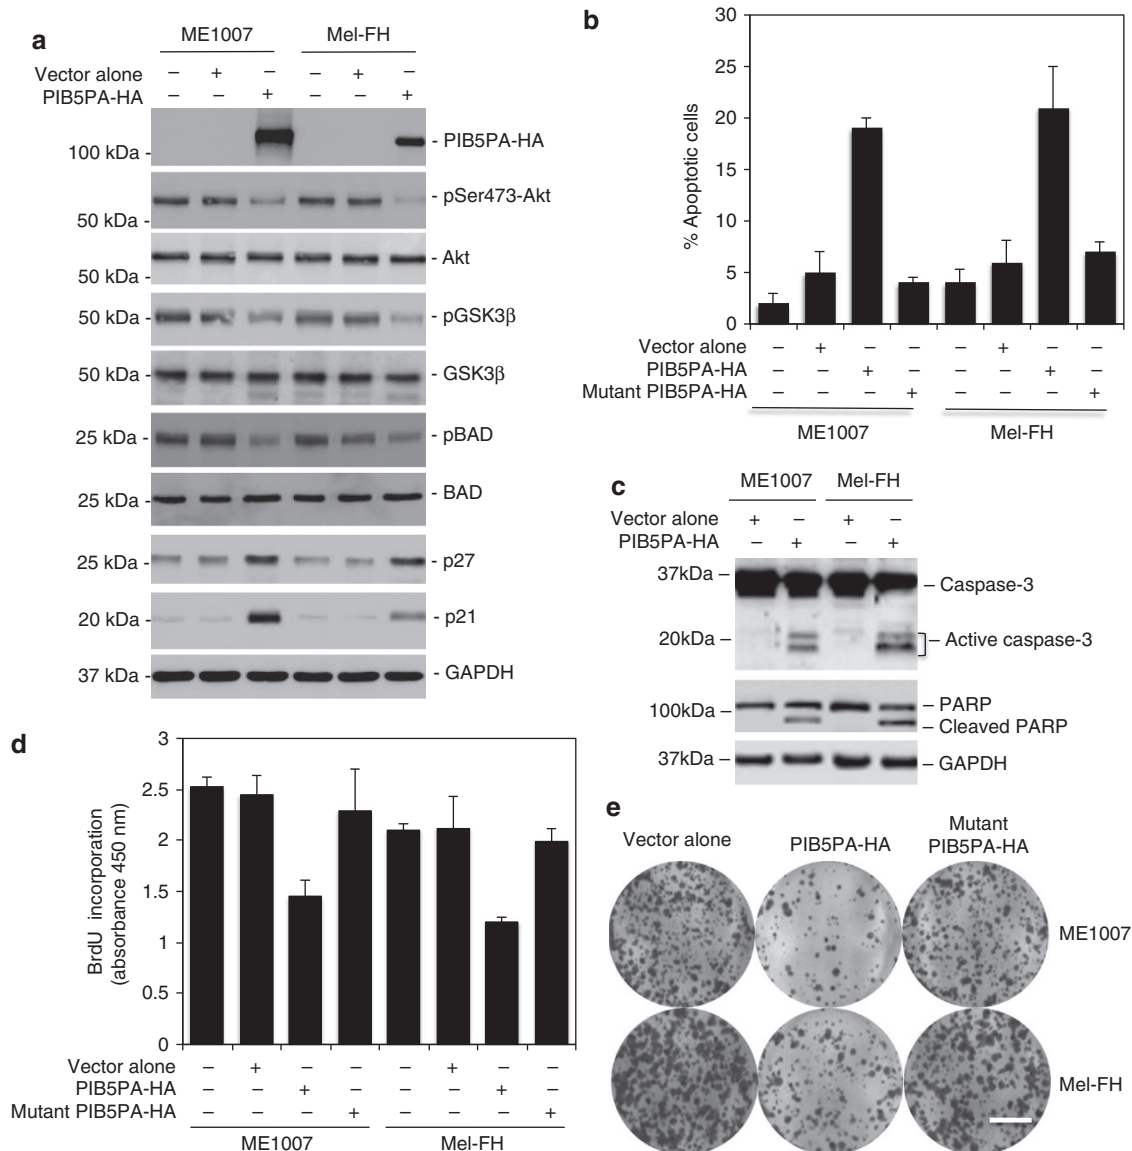 a
ME1007 Mel-FH
Vector alone – + – – + –
PIB5PA-HA – – + – – +
100 kDa - - PIB5PA-HA
- pSer473-Akt
50 kDa -
- Akt
50 kDa -
50 kDa - - pGSK3β
50 kDa - - GSK3β
25 kDa - - pBAD
25 kDa - - BAD
25 kDa - - p27
20 kDa - - p21
37 kDa - - GAPDH
b
% Apoptotic cells
30
25
20
15
10
5
0
Vector alone – + – – – + – –
PIB5PA-HA – – + – – – + –
Mutant PIB5PA-HA – – – + – – – +
ME1007 Mel-FH
c
ME1007 Mel-FH
Vector alone + – + –
PIB5PA-HA – + – +
37kDa – – Caspase-3
20kDa – – Active caspase-3
– PARP
100kDa –
– Cleaved PARP
37kDa – – GAPDH
d
BrdU incorporation
(absorbance 450 nm)
3
2.5
2
1.5
1
0.5
0
Vector alone – + – – – + – –
PIB5PA-HA – – + – – – + –
Mutant PIB5PA-HA – – – + – – – +
ME1007 Mel-FH
e
Vector alone PIB5PA-HA Mutant
PIB5PA-HA
ME1007
Mel-FH